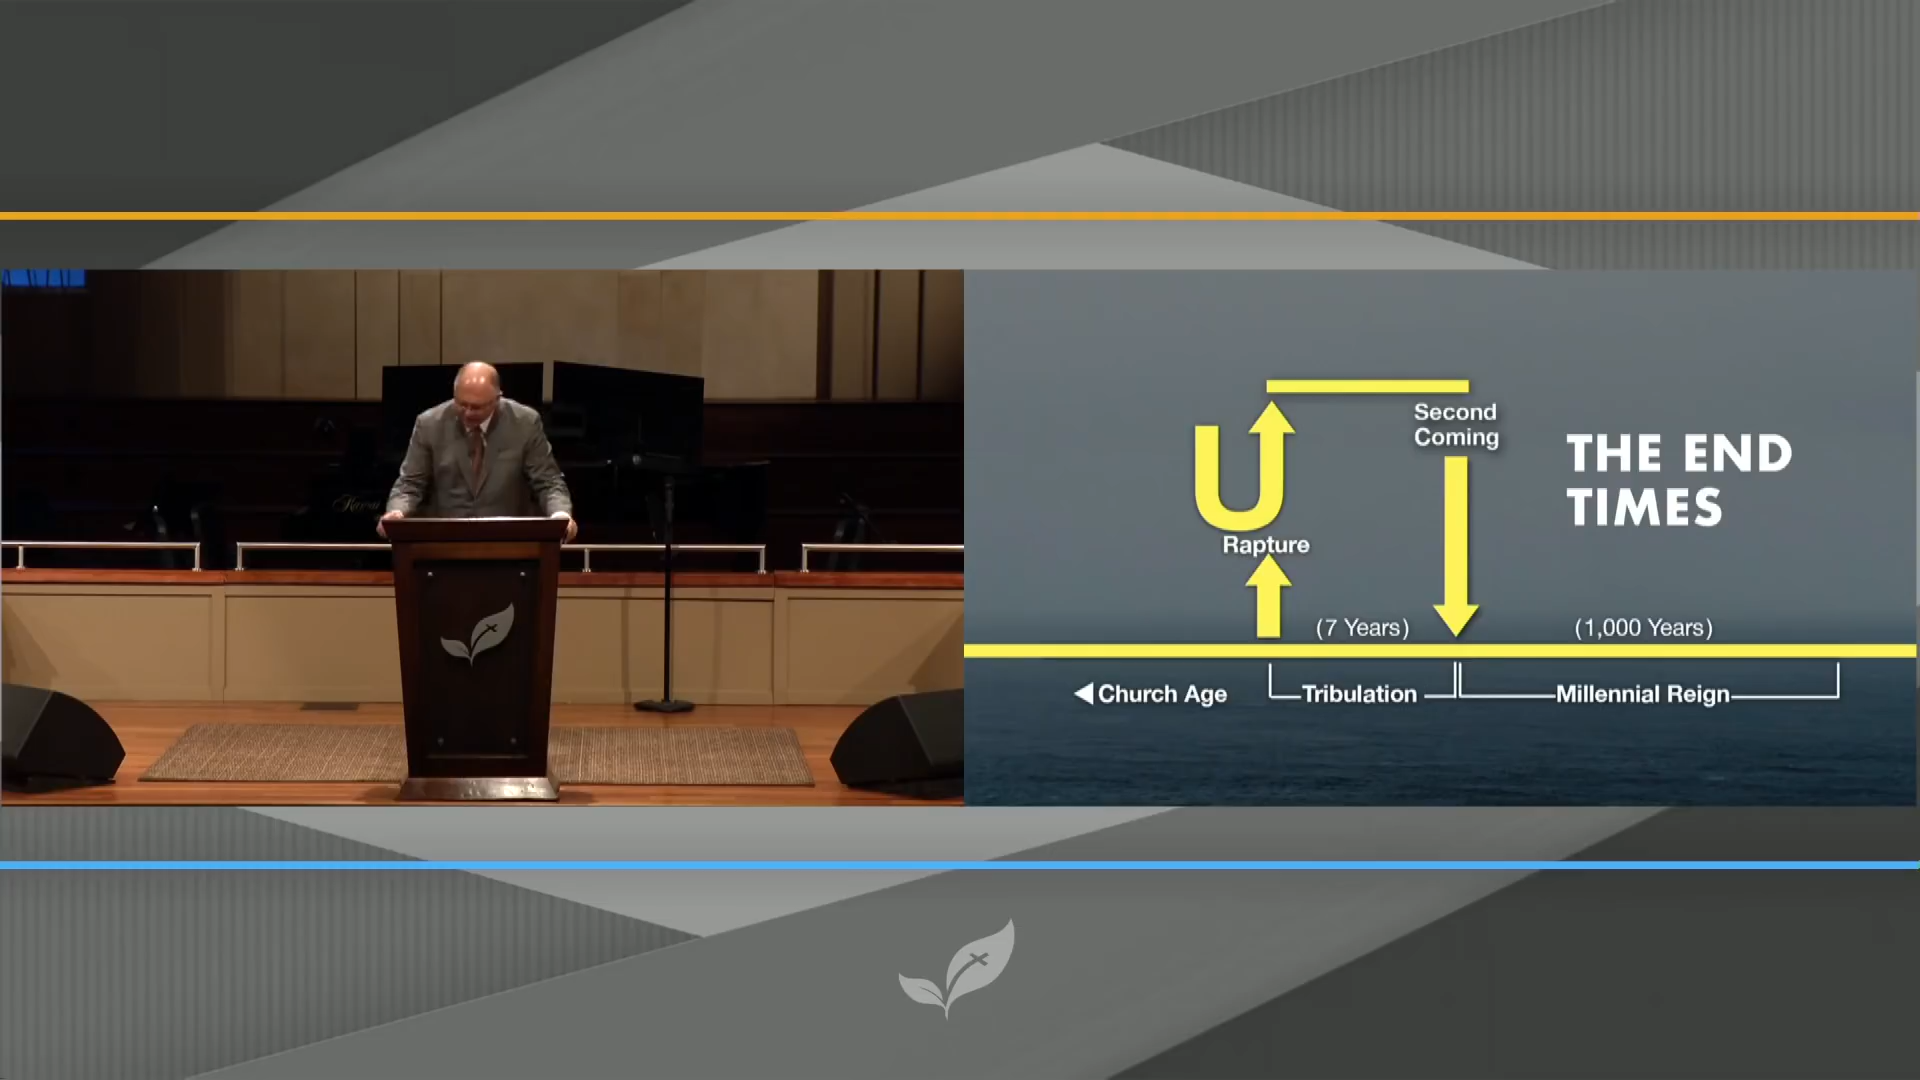 Second
Coming
THE END
TIMES
Rapture
(7 Years)
(1,000 Years)
Church Age
Tribulation
Millennial Reign